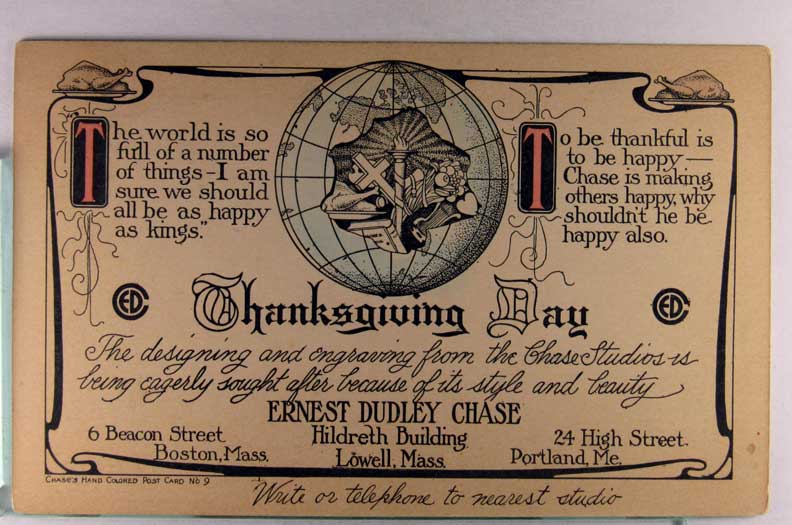 The world is so
full of a number
of things–I am
sure we should
all be as happy
as kings."
To be thankful is
to be happy—
Chase is making
others happy, why
shouldn't he be
happy also.
EDC
Thanksgiving Day
EDC
The designing and engraving from the Chase Studios is
being eagerly sought after because of its style and beauty
ERNEST DUDLEY CHASE
6 Beacon Street
Boston, Mass.
Hildreth Building
Lowell, Mass.
24 High Street.
Portland, Me.
CHASE'S HAND COLORED POST CARD No 9
Write or telephone to nearest studio